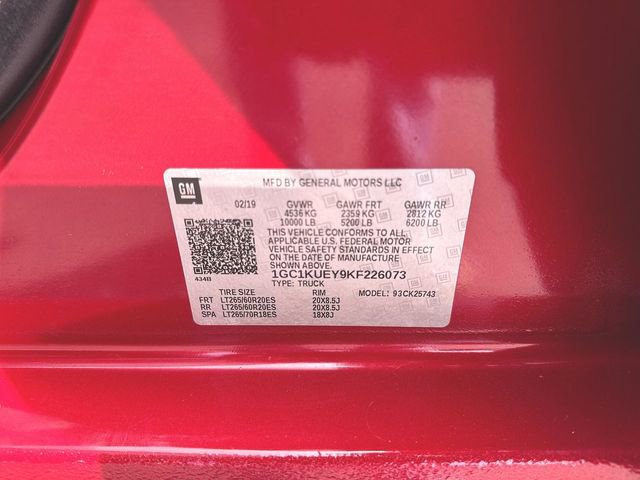 GM
MFD BY GENERAL MOTORS LLC
02/19 GVWR GAWR FRT GAWR RR
4536 KG 2359 KG 2812 KG
10000 LB 5200 LB 6200 LB
THIS VEHICLE CONFORMS TO ALL
APPLICABLE U.S. FEDERAL MOTOR
VEHICLE SAFETY STANDARDS IN EFFECT
ON THE DATE OF MANUFACTURE
1GC1KUEY9KF226073
434B TYPE: TRUCK
TIRE SIZE RIM MODEL: 93CK25743
FRT LT265/60R20ES 20X8.5J
RR LT265/60R20ES 20X8.5J
SPA LT265/70R18ES 18X8J